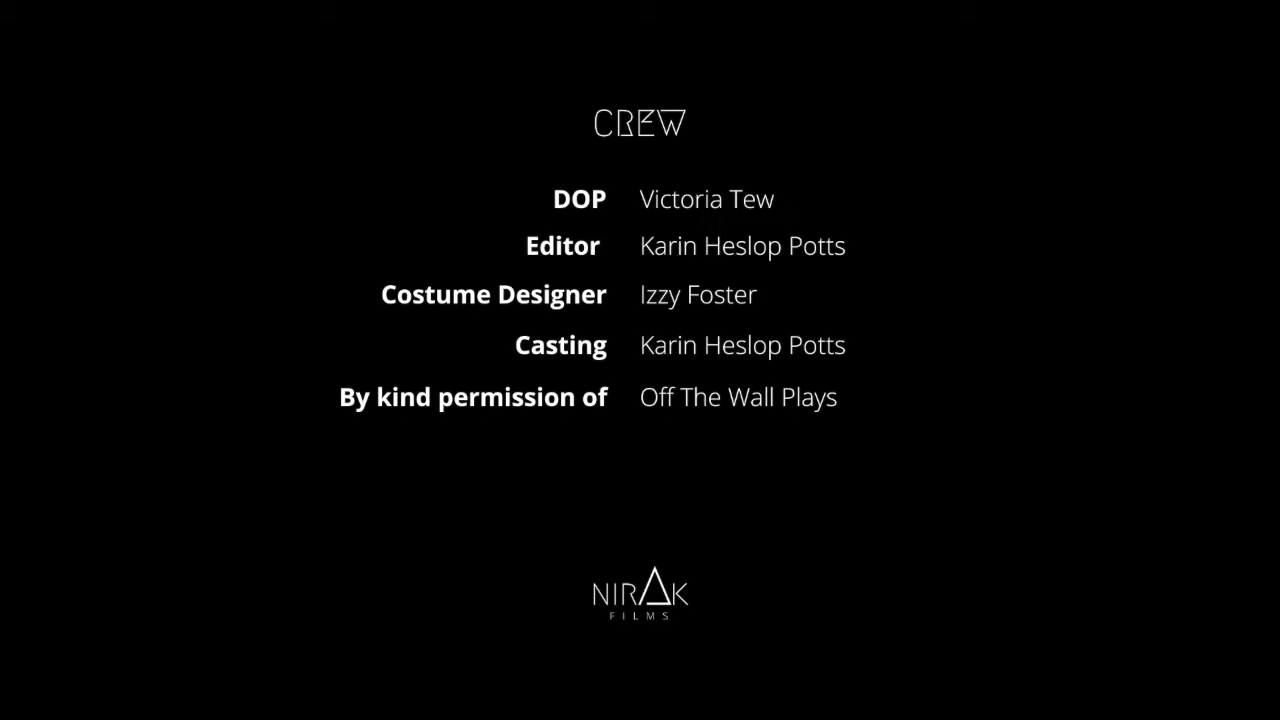 CREW
DOP Victoria Tew
Editor Karin Heslop Potts
Costume Designer Izzy Foster
Casting Karin Heslop Potts
By kind permission of Off The Wall Plays
NIRAK
FILMS